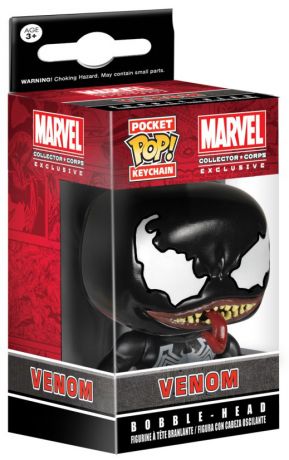 AGE
3+
WARNING! Choking Hazard. May contain small parts.
MARVEL
COLLECTOR CORPS
EXCLUSIVE
POCKET
POP!
KEYCHAIN
MARVEL
COLLECTOR CORPS
EXCLUSIVE
VENOM
VENOM
BOBBLE-HEAD
FIGURINE À TÊTE BRANLANTE / FIGURA CON CABEZA OSCILANTE